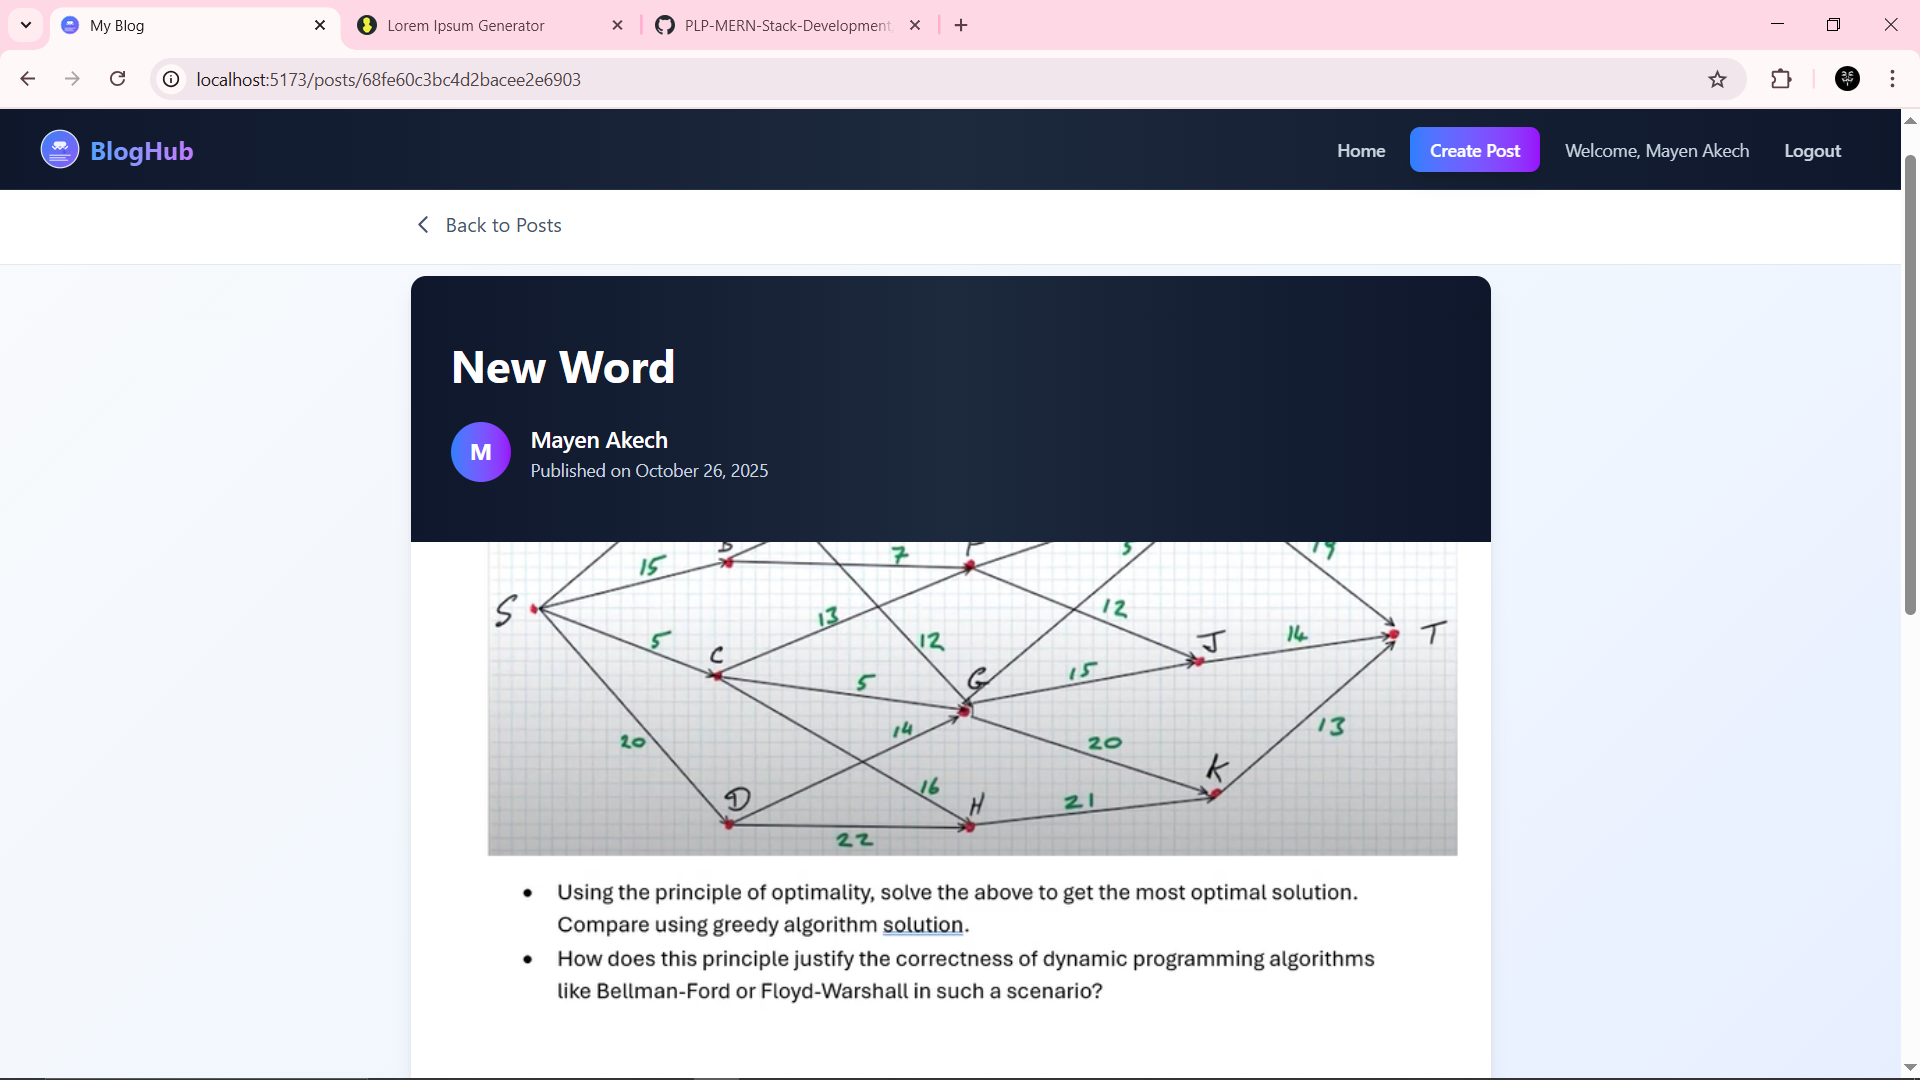 My Blog
Lorem Ipsum Generator
PLP-MERN-Stack-Development
localhost:5173/posts/68fe60c3bc4d2bacee2e6903
BlogHub
Home
Create Post
Welcome, Mayen Akech
Logout
Back to Posts
New Word
M
Mayen Akech
Published on October 26, 2025
15
7
19
S
13
12
12
14
T
5
C
5
G
15
J
20
14
20
13
D
16
H
21
K
22
Using the principle of optimality, solve the above to get the most optimal solution.
Compare using greedy algorithm solution.
How does this principle justify the correctness of dynamic programming algorithms
like Bellman-Ford or Floyd-Warshall in such a scenario?